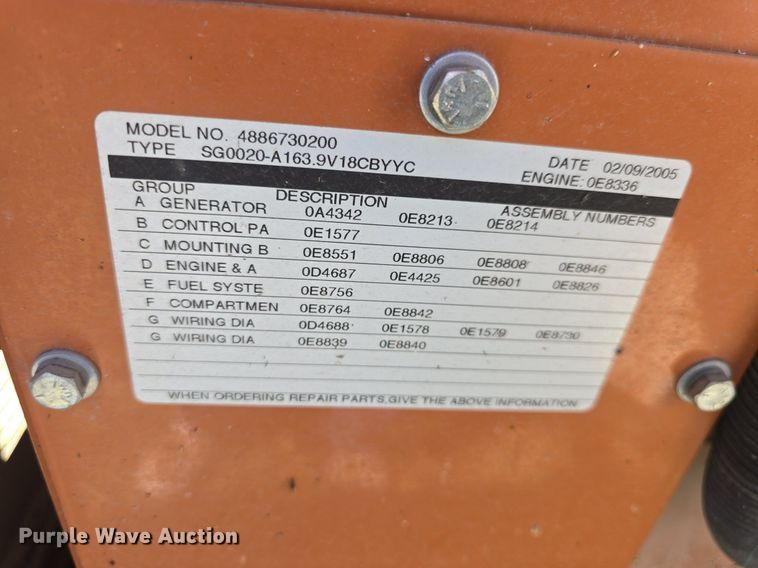 MODEL NO. 4886730200
TYPE SG0020-A163.9V18CBYYC
DATE 02/09/2005
ENGINE: 0E8336
GROUP DESCRIPTION ASSEMBLY NUMBERS
A GENERATOR 0A4342 0E8213 0E8214
B CONTROL PA 0E1577
C MOUNTING B 0E8551 0E8806 0E8808 0E8846
D ENGINE & A 0D4687 0E4425 0E8601 0E8826
E FUEL SYSTE 0E8756
F COMPARTMEN 0E8764 0E8842
G WIRING DIA 0D4688 0E1578 0E1579 0E8730
G WIRING DIA 0E8839 0E8840
WHEN ORDERING REPAIR PARTS,GIVE THE ABOVE INFORMATION
Purple Wave Auction